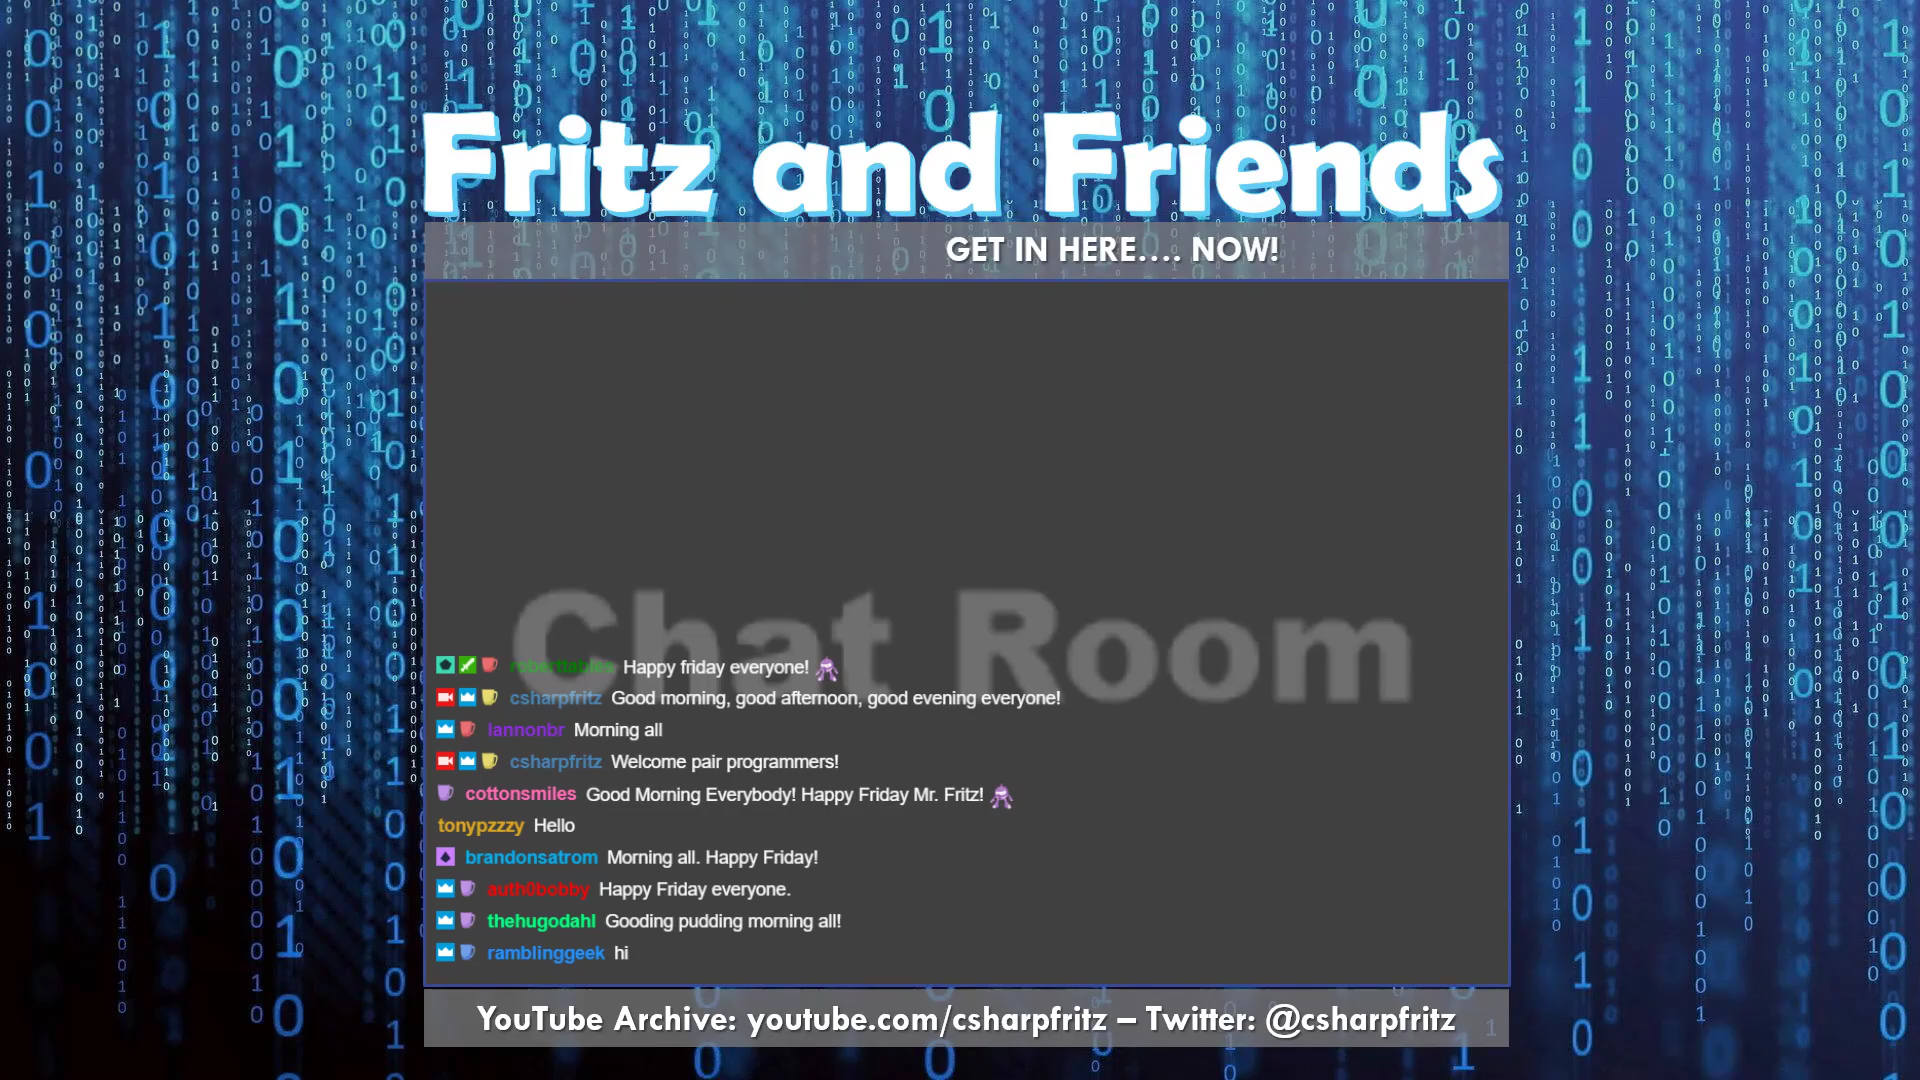 Fritz and Friends
GET IN HERE.... NOW!
Chat Room
Happy friday everyone!
csharpfritz Good morning, good afternoon, good evening everyone!
lannonbr Morning all
csharpfritz Welcome pair programmers!
cottonsmiles Good Morning Everybody! Happy Friday Mr. Fritz!
tonypzzzy Hello
brandonsatrom Morning all. Happy Friday!
auth0bobby Happy Friday everyone.
thehugodahl Gooding pudding morning all!
ramblinggeek hi
YouTube Archive: youtube.com/csharpfritz – Twitter: @csharpfritz